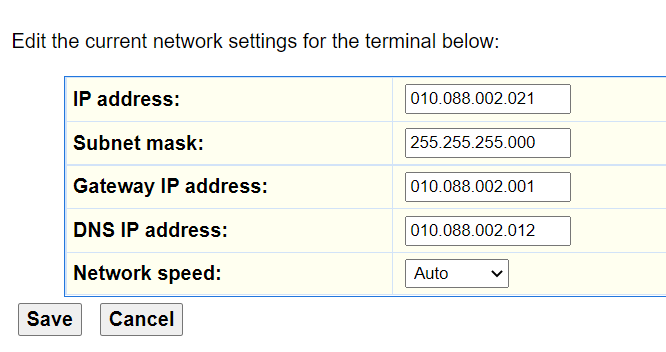 Edit the current network settings for the terminal below:
IP address: 010.088.002.021
Subnet mask: 255.255.255.000
Gateway IP address: 010.088.002.001
DNS IP address: 010.088.002.012
Network speed: Auto
Save Cancel